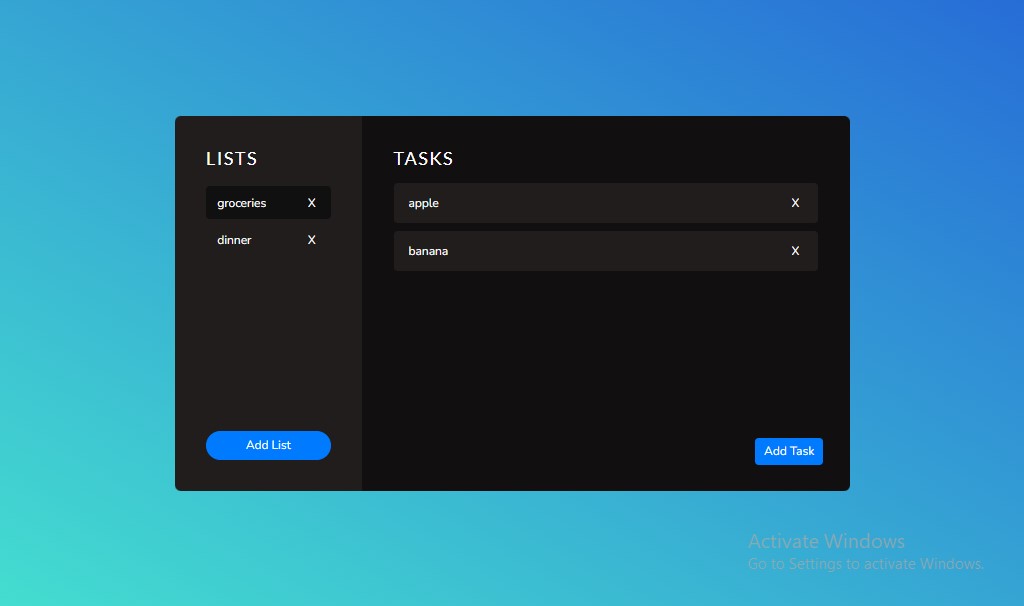 LISTS
groceries X
dinner X
Add List
TASKS
apple X
banana X
Add Task
Activate Windows
Go to Settings to activate Windows.